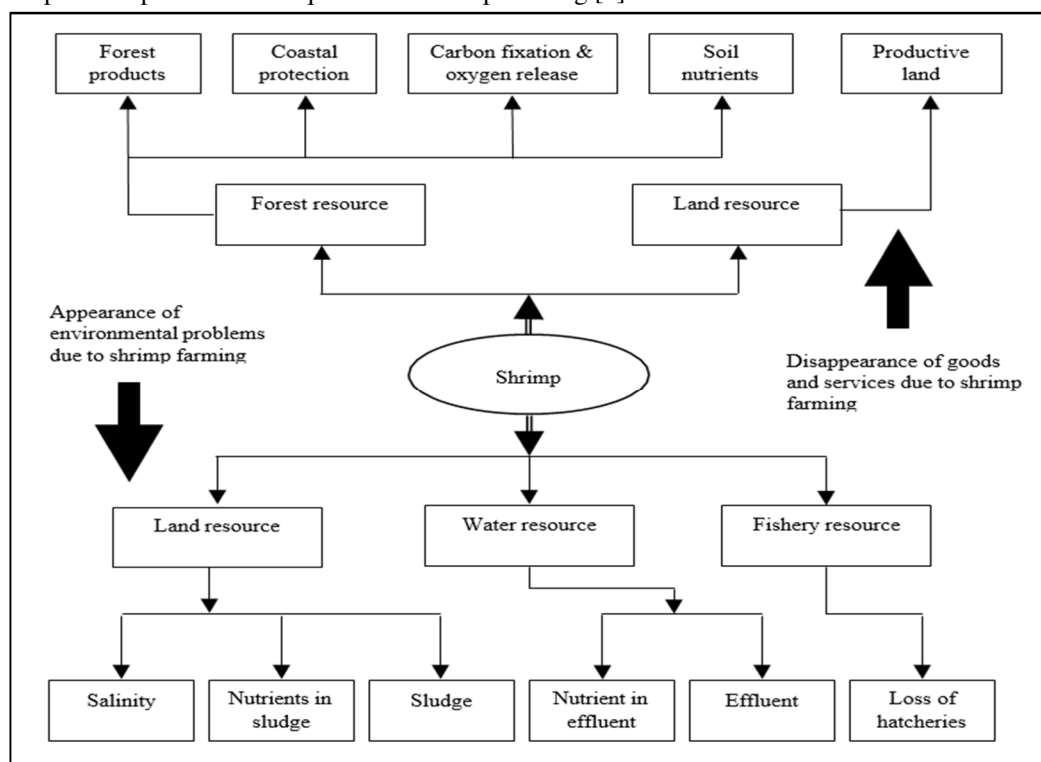 Forest
products
Coastal
protection
Carbon fixation &
oxygen release
Soil
nutrients
Productive
land
Forest resource
Land resource
Appearance of
environmental problems
due to shrimp farming
Shrimp
Disappearance of goods
and services due to shrimp
farming
Land resource
Water resource
Fishery resource
Salinity
Nutrients in
sludge
Sludge
Nutrient in
effluent
Effluent
Loss of
hatcheries